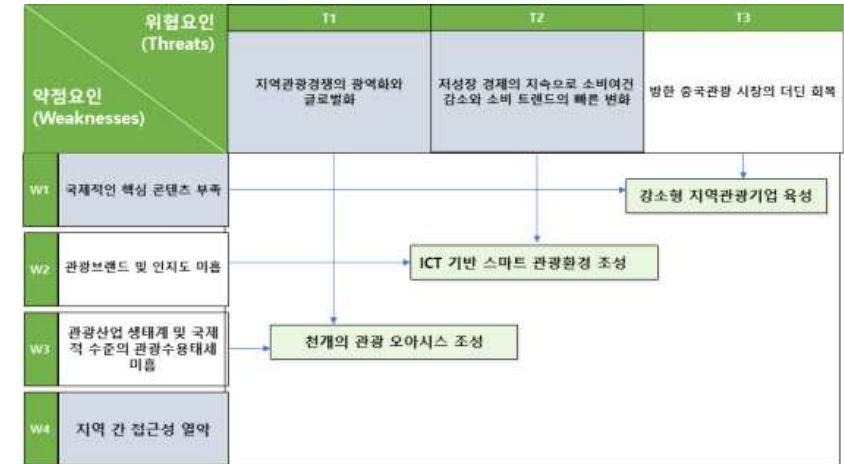 위협요인
(Threats)
약점요인
(Weaknesses)
T1
T2
T3
지역관광경쟁의 광역화와
글로벌화
저성장 경제의 지속으로 소비여건
감소와 소비 트렌드의 빠른 변화
방한 중국관광 시장의 더딘 회복
W1
국제적인 핵심 콘텐츠 부족
강소형 지역관광기업 육성
W2
관광브랜드 및 인지도 미흡
ICT 기반 스마트 관광환경 조성
W3
관광산업 생태계 및 국제
적 수준의 관광수용태세
미흡
천개의 관광 오아시스 조성
W4
지역 간 접근성 열악